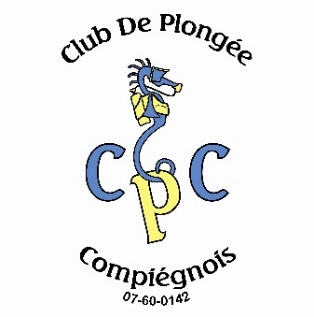 Club De Plongée
CPC
Compiégnois
07-60-0142